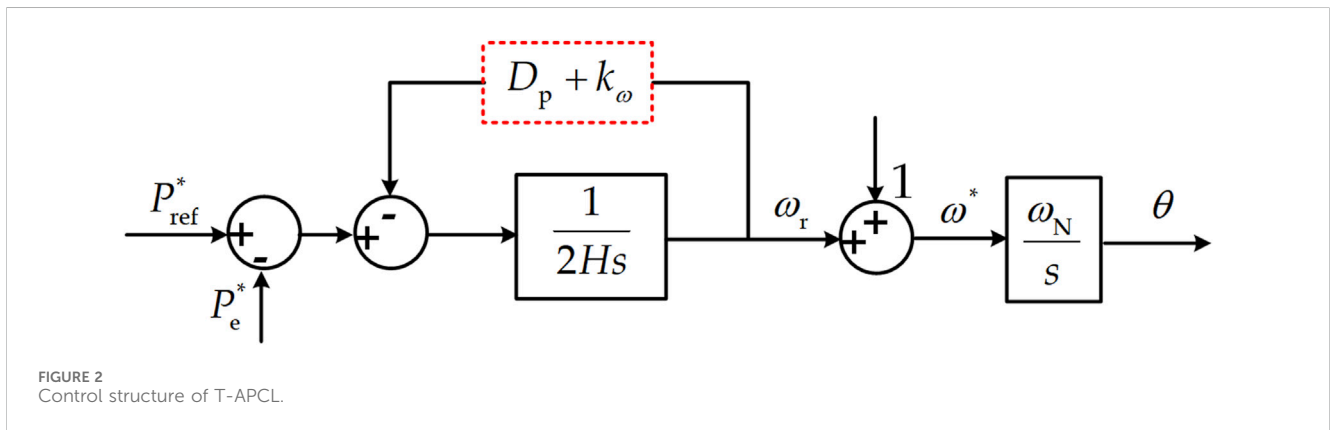 D_p + k_ω
P*_ref
+
-
-
+
1
2Hs
ω_r
1
+
+
ω*
ω_N
s
θ
P*_e
FIGURE 2
Control structure of T-APCL.